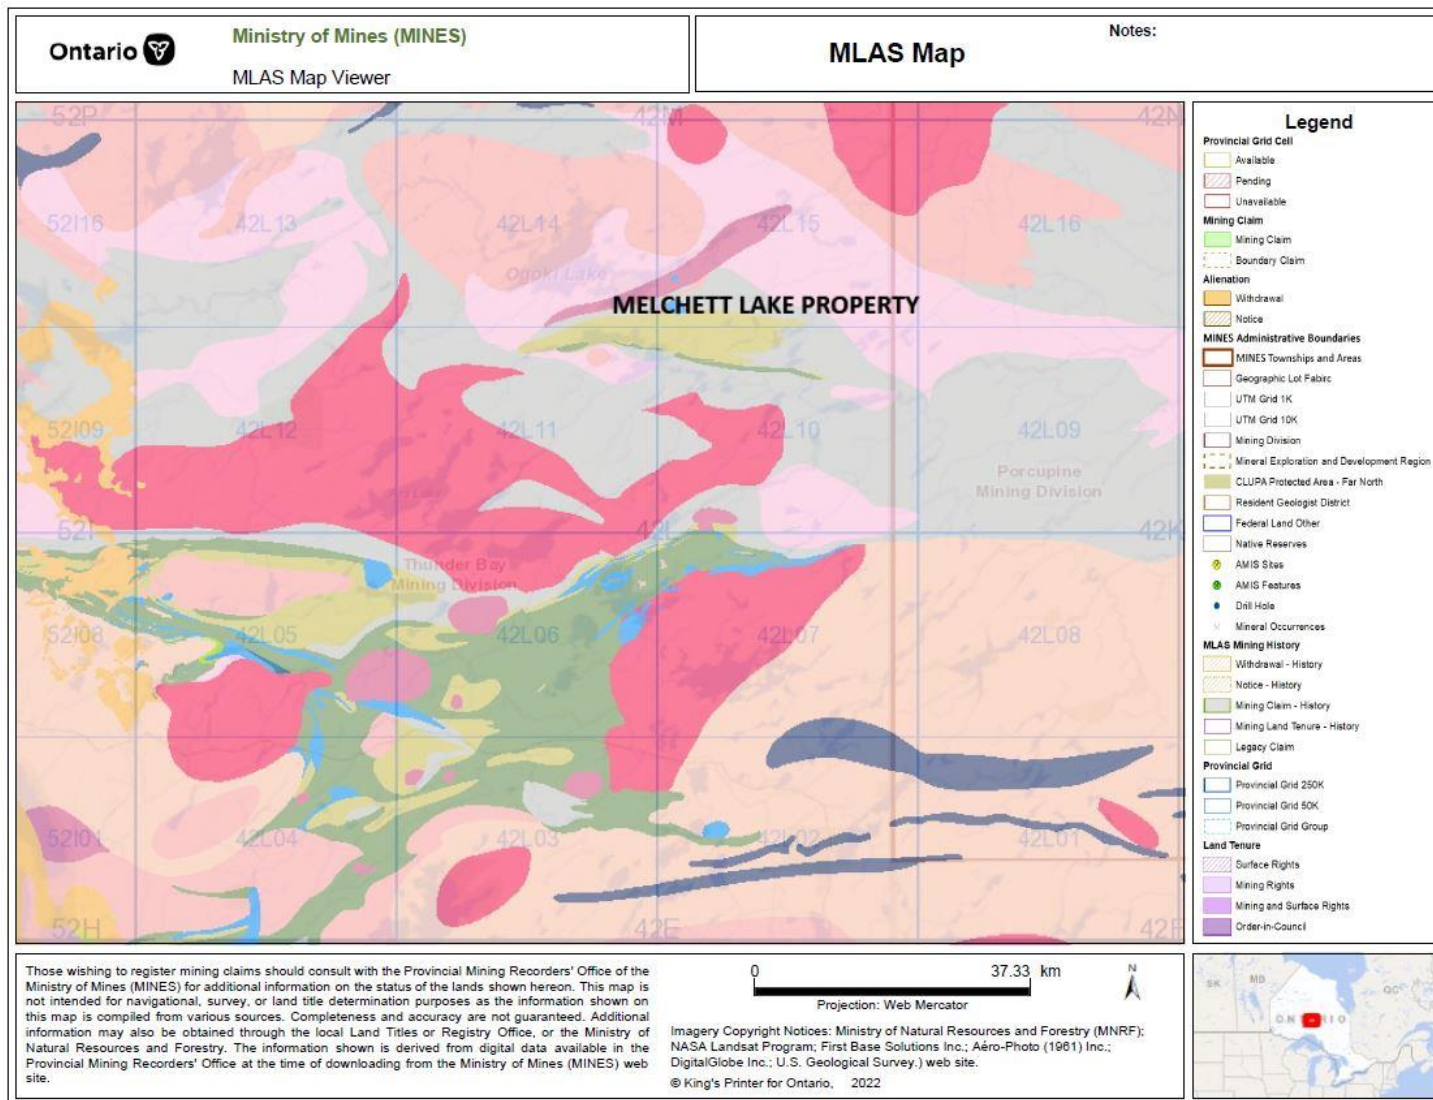 Ontario
Ministry of Mines (MINES)
MLAS Map Viewer
MLAS Map
Notes:
52P
42M
42N
52I16
42L13
42L14
42L15
42L16
Ogoki Lake
MELCHETT LAKE PROPERTY
52I09
42L12
42L11
42L10
42L09
Porcupine
Mining Division
52I
42L
42K
Thunder Bay
Mining Division
52I08
42L05
42L06
42L07
42L08
52I01
42L04
42L03
42L02
42L01
52H
42E
42F
Legend
Provincial Grid Cell
Available
Pending
Unavailable
Mining Claim
Mining Claim
Boundary Claim
Alienation
Withdrawal
Notice
MINES Administrative Boundaries
MINES Townships and Areas
Geographic Lot Fabirc
UTM Grid 1K
UTM Grid 10K
Mining Division
Mineral Exploration and Development Region
CLUPA Protected Area - Far North
Resident Geologist District
Federal Land Other
Native Reserves
AMIS Sites
AMIS Features
Drill Hole
Mineral Occurrences
MLAS Mining History
Withdrawal - History
Notice - History
Mining Claim - History
Mining Land Tenure - History
Legacy Claim
Provincial Grid
Provincial Grid 250K
Provincial Grid 50K
Provincial Grid Group
Land Tenure
Surface Rights
Mining Rights
Mining and Surface Rights
Order-in-Council
Those wishing to register mining claims should consult with the Provincial Mining Recorders' Office of the
Ministry of Mines (MINES) for additional information on the status of the lands shown hereon. This map is
not intended for navigational, survey, or land title determination purposes as the information shown on
this map is compiled from various sources. Completeness and accuracy are not guaranteed. Additional
information may also be obtained through the local Land Titles or Registry Office, or the Ministry of
Natural Resources and Forestry. The information shown is derived from digital data available in the
Provincial Mining Recorders' Office at the time of downloading from the Ministry of Mines (MINES) web
site.
0 37.33 km
Projection: Web Mercator
N
Imagery Copyright Notices: Ministry of Natural Resources and Forestry (MNRF);
NASA Landsat Program; First Base Solutions Inc.; Aéro-Photo (1961) Inc.;
DigitalGlobe Inc.; U.S. Geological Survey.) web site.
© King's Printer for Ontario, 2022
SK
MB
QC